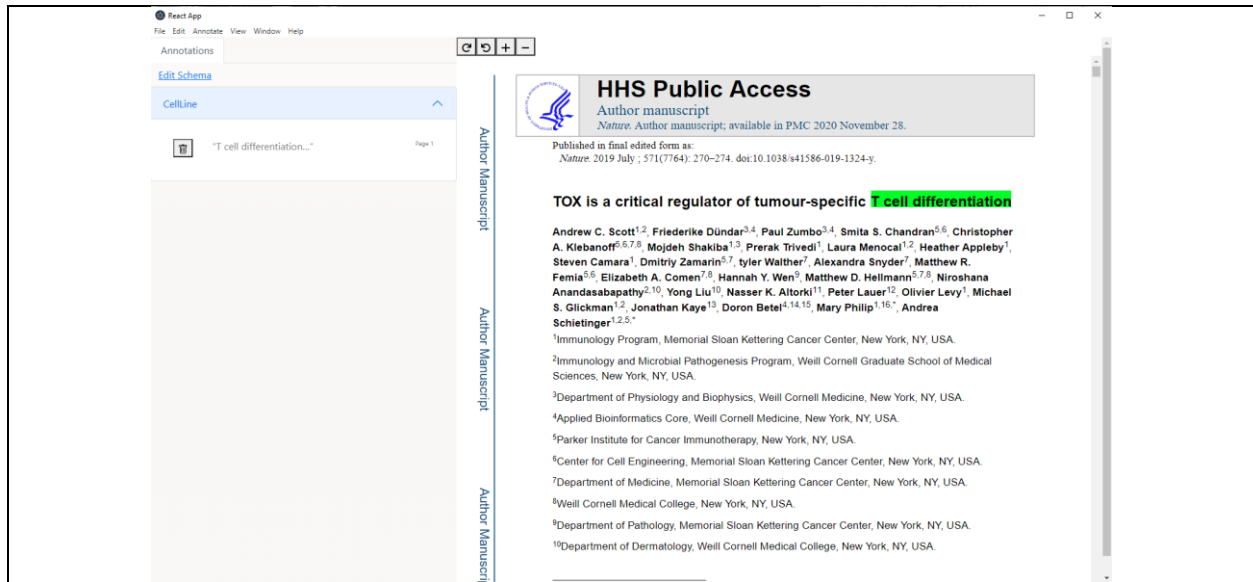 React App
File Edit Annotate View Window Help
Annotations
Edit Schema
CellLine
"T cell differentiation..." Page 1
HHS Public Access
Author manuscript
Nature. Author manuscript; available in PMC 2020 November 28.
Published in final edited form as:
Nature. 2019 July ; 571(7764): 270–274. doi:10.1038/s41586-019-1324-y.
TOX is a critical regulator of tumour-specific T cell differentiation
Andrew C. Scott1,2, Friederike Dündar3,4, Paul Zumbo3,4, Smita S. Chandran5,6, Christopher
A. Klebanoff5,6,7,8, Mojdeh Shakiba1,3, Prerak Trivedi1, Laura Menocal1,2, Heather Appleby1,
Steven Camara1, Dmitriy Zamarin5,7, tyler Walther7, Alexandra Snyder7, Matthew R.
Femia5,6, Elizabeth A. Comen7,8, Hannah Y. Wen9, Matthew D. Hellmann5,7,8, Niroshana
Anandasabapathy2,10, Yong Liu10, Nasser K. Altorki11, Peter Lauer12, Olivier Levy1, Michael
S. Glickman1,2, Jonathan Kaye13, Doron Betel4,14,15, Mary Philip1,16,*, Andrea
Schietinger1,2,5,*
1Immunology Program, Memorial Sloan Kettering Cancer Center, New York, NY, USA.
2Immunology and Microbial Pathogenesis Program, Weill Cornell Graduate School of Medical
Sciences, New York, NY, USA.
3Department of Physiology and Biophysics, Weill Cornell Medicine, New York, NY, USA.
4Applied Bioinformatics Core, Weill Cornell Medicine, New York, NY, USA.
5Parker Institute for Cancer Immunotherapy, New York, NY, USA.
6Center for Cell Engineering, Memorial Sloan Kettering Cancer Center, New York, NY, USA.
7Department of Medicine, Memorial Sloan Kettering Cancer Center, New York, NY, USA.
8Weill Cornell Medical College, New York, NY, USA.
9Department of Pathology, Memorial Sloan Kettering Cancer Center, New York, NY, USA.
10Department of Dermatology, Weill Cornell Medical College, New York, NY, USA.
Author Manuscript
Author Manuscript
Author Manuscript